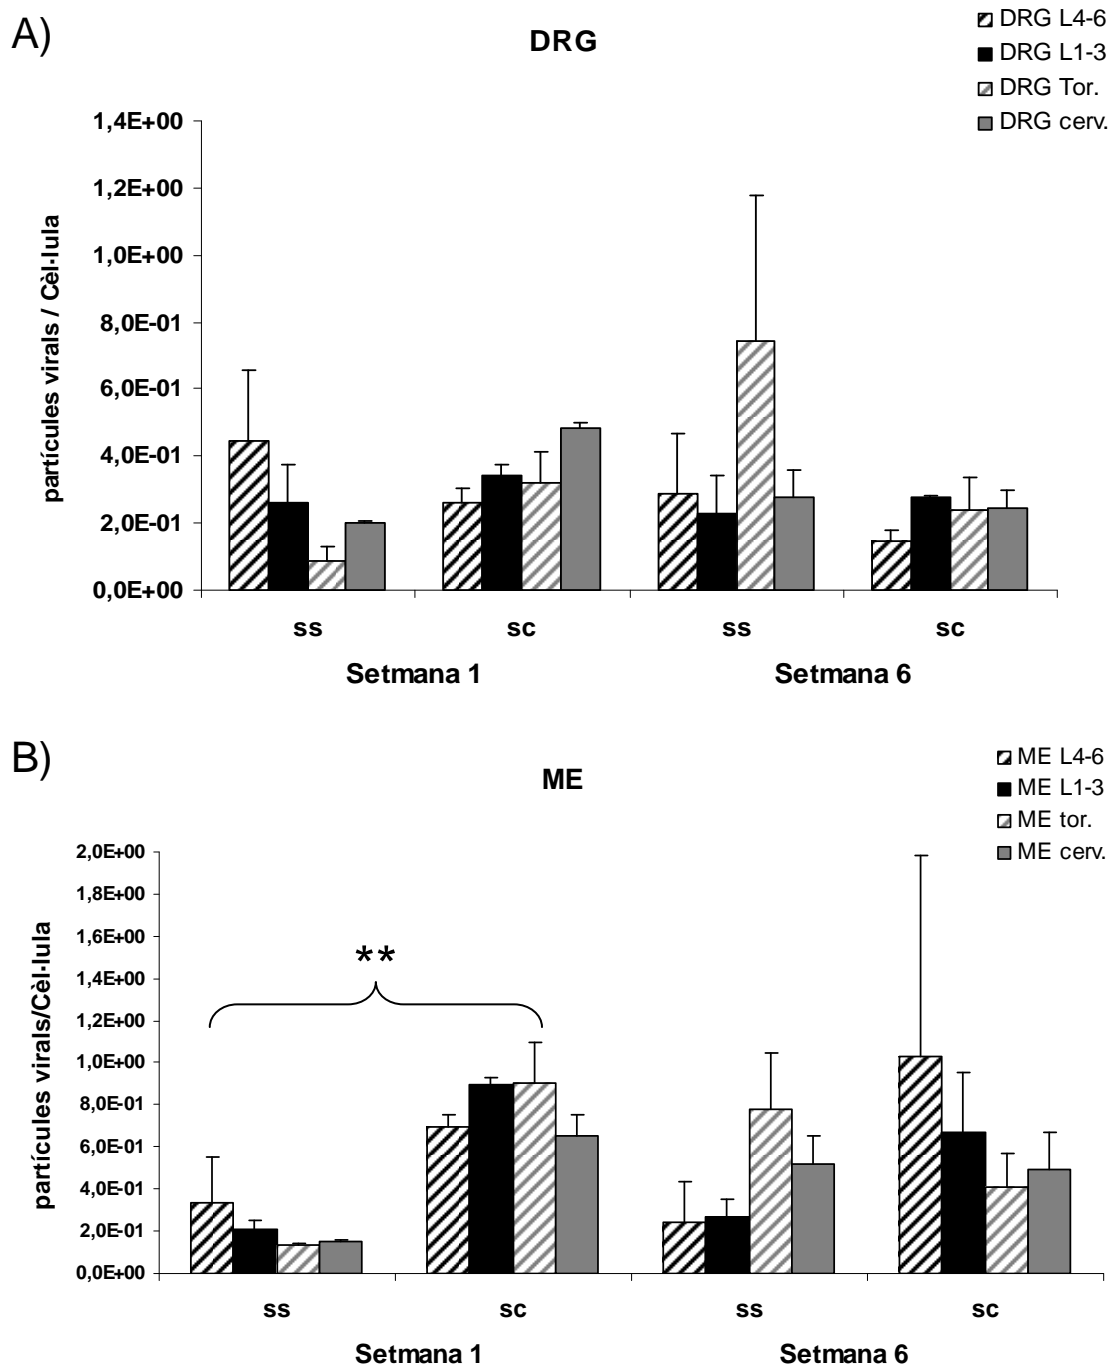 A)
DRG
DRG L4-6
DRG L1-3
DRG Tor.
DRG cerv.
partícules virals / Cèl·lula
1,4E+00
1,2E+00
1,0E+00
8,0E-01
6,0E-01
4,0E-01
2,0E-01
0,0E+00
ss sc ss sc
Setmana 1 Setmana 6
B)
ME
ME L4-6
ME L1-3
ME tor.
ME cerv.
partícules virals/Cèl·lula
2,0E+00
1,8E+00
1,6E+00
1,4E+00
1,2E+00
1,0E+00
8,0E-01
6,0E-01
4,0E-01
2,0E-01
0,0E+00
**
ss sc ss sc
Setmana 1 Setmana 6